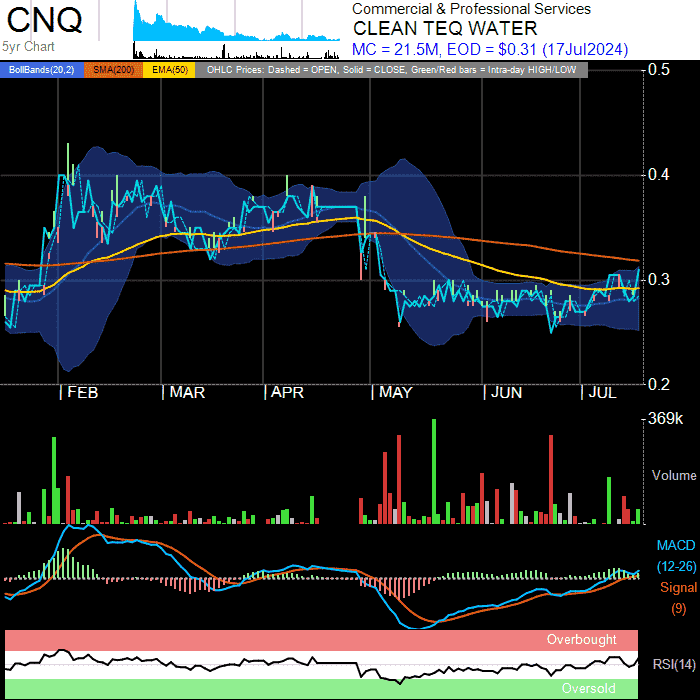 CNQ
5yr Chart
Commercial & Professional Services
CLEAN TEQ WATER
MC = 21.5M, EOD = $0.31 (17Jul2024)
BollBands(20,2) SMA(200) EMA(50) OHLC Prices: Dashed = OPEN, Solid = CLOSE, Green/Red bars = Intra-day HIGH/LOW
0.5
0.4
0.3
0.2
FEB MAR APR MAY JUN JUL
369k
Volume
MACD
(12-26)
Signal
(9)
Overbought
RSI(14)
Oversold